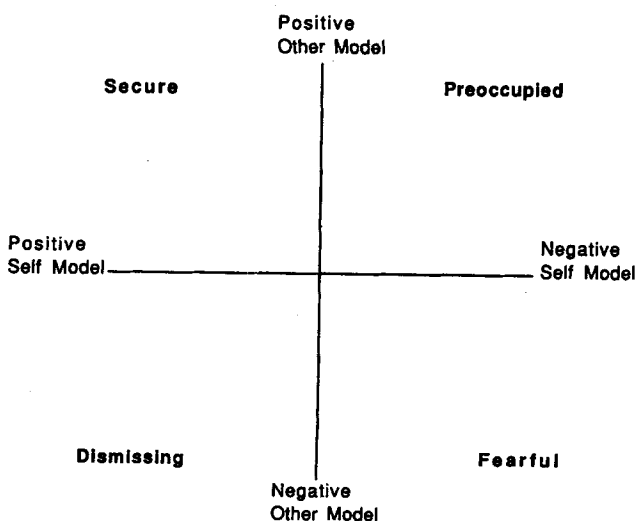 Positive
Other Model
Secure
Preoccupied
Positive
Self Model
Negative
Self Model
Dismissing
Fearful
Negative
Other Model